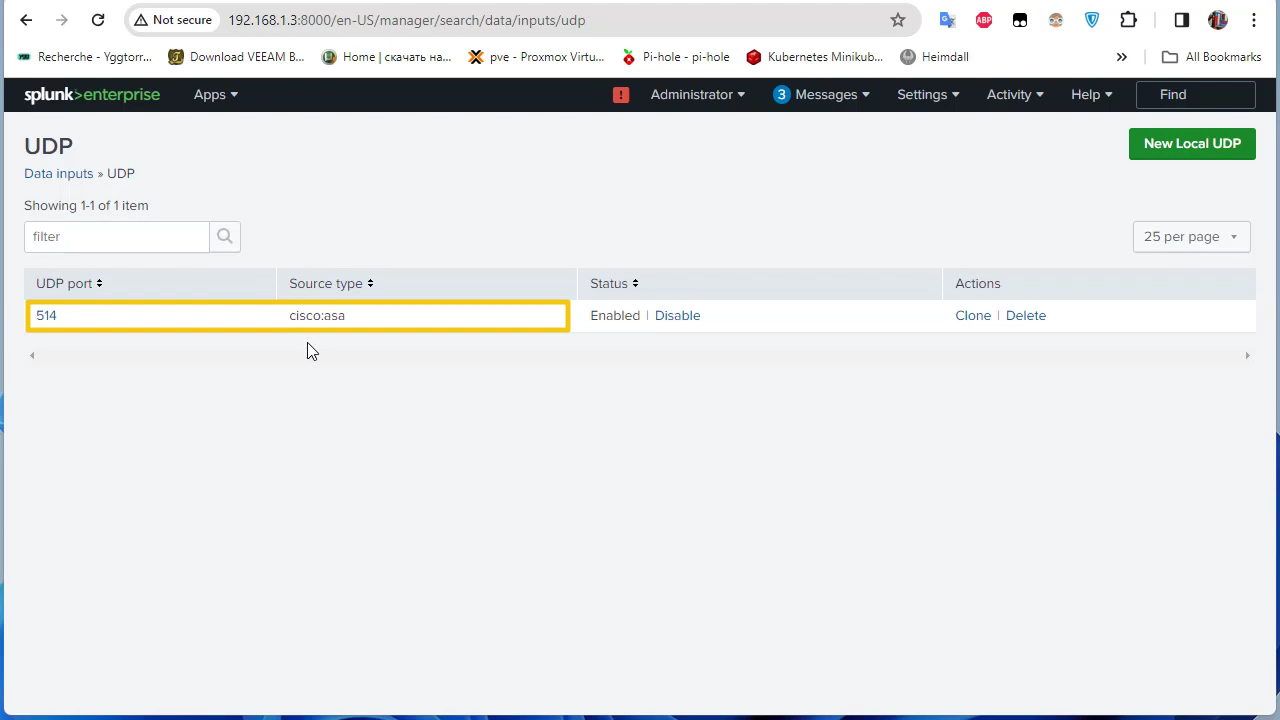 Not secure 192.168.1.3:8000/en-US/manager/search/data/inputs/udp ABP
Recherche - Yggtorr... Download VEEAM B... Home | скачать на... pve - Proxmox Virtu... Pi-hole - pi-hole Kubernetes Minikub... Heimdall » All Bookmarks
splunk>enterprise Apps ! Administrator 3 Messages Settings Activity Help Find
UDP New Local UDP
Data inputs » UDP
Showing 1-1 of 1 item
filter 25 per page
UDP port Source type Status Actions
514 cisco:asa Enabled | Disable Clone | Delete